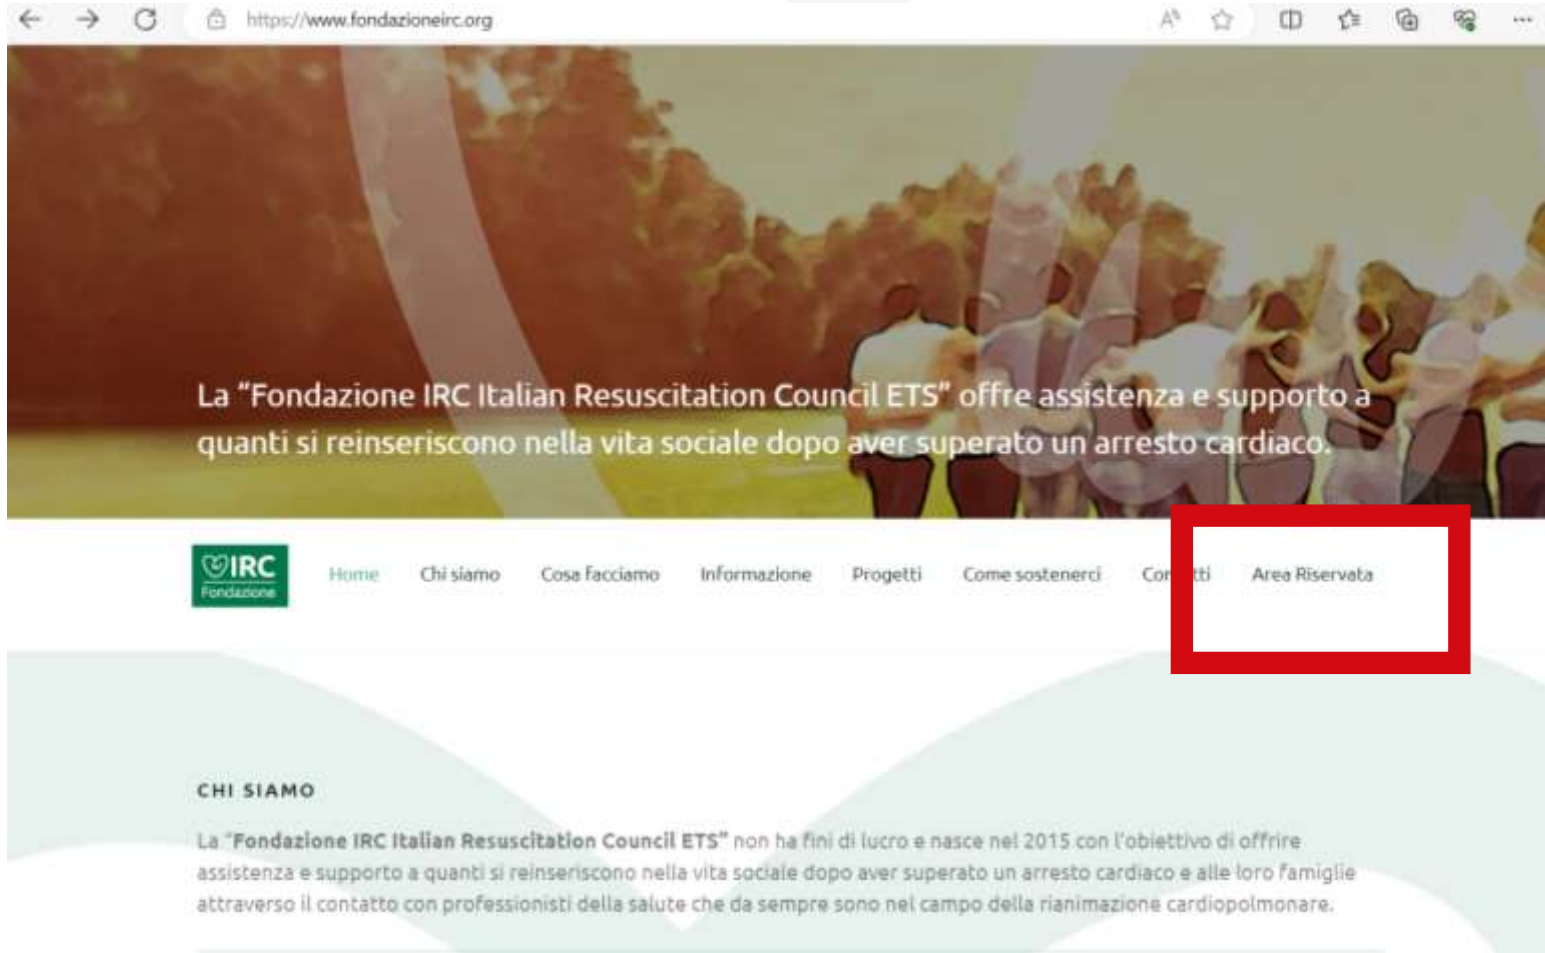 https://www.fondazioneirc.org
La “Fondazione IRC Italian Resuscitation Council ETS” offre assistenza e supporto a
quanti si reinseriscono nella vita sociale dopo aver superato un arresto cardiaco.
IRC
Fondazione
Home Chi siamo Cosa facciamo Informazione Progetti Come sostenerci Con tti Area Riservata
CHI SIAMO
La “Fondazione IRC Italian Resuscitation Council ETS” non ha fini di lucro e nasce nel 2015 con l’obiettivo di offrire
assistenza e supporto a quanti si reinseriscono nella vita sociale dopo aver superato un arresto cardiaco e alle loro famiglie
attraverso il contatto con professionisti della salute che da sempre sono nel campo della rianimazione cardiopolmonare.